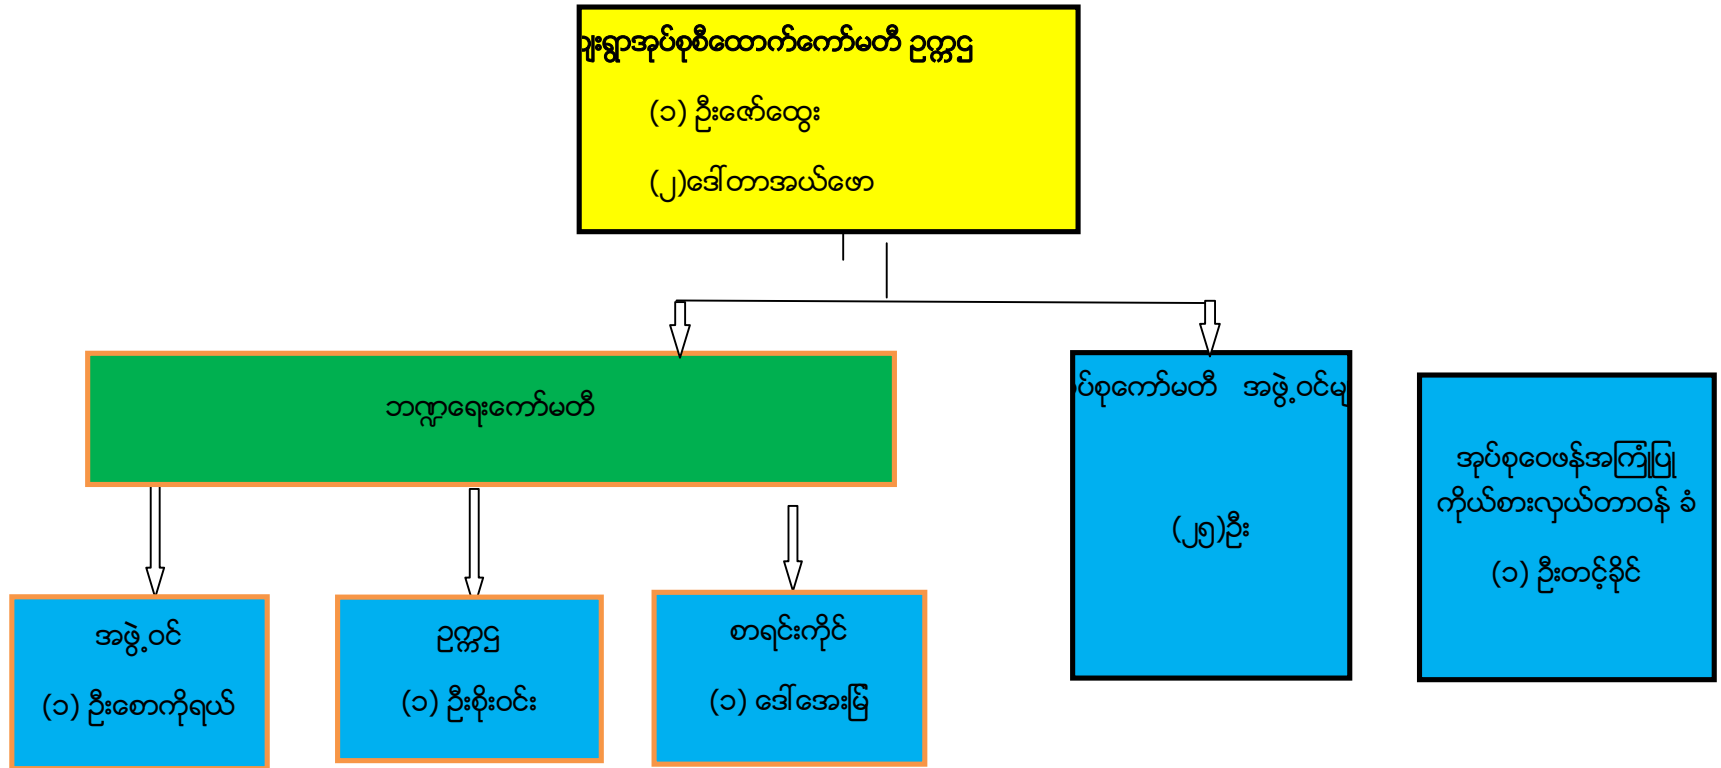 ကျေးရွာအုပ်စုစီထောက်ကော်မတီ ဥက္ကဌ
(၁) ဦးဇော်ထွေး
(၂)ဒေါ်တာအယ်ဖော
ဘဏ္ဍရေးကော်မတီ
အုပ်စုကော်မတီ အဖွဲ့ဝင်မျ
(၂၅)ဦး
အုပ်စုဝေဖန်အကြံပြု
ကိုယ်စားလှယ်တာဝန် ခံ
(၁) ဦးတင့်ခိုင်
အဖွဲ့ဝင်
(၁) ဦးစောကိုရယ်
ဥက္ကဌ
(၁) ဦးစိုးဝင်း
စာရင်းကိုင်
(၁) ဒေါ်အေးမြ